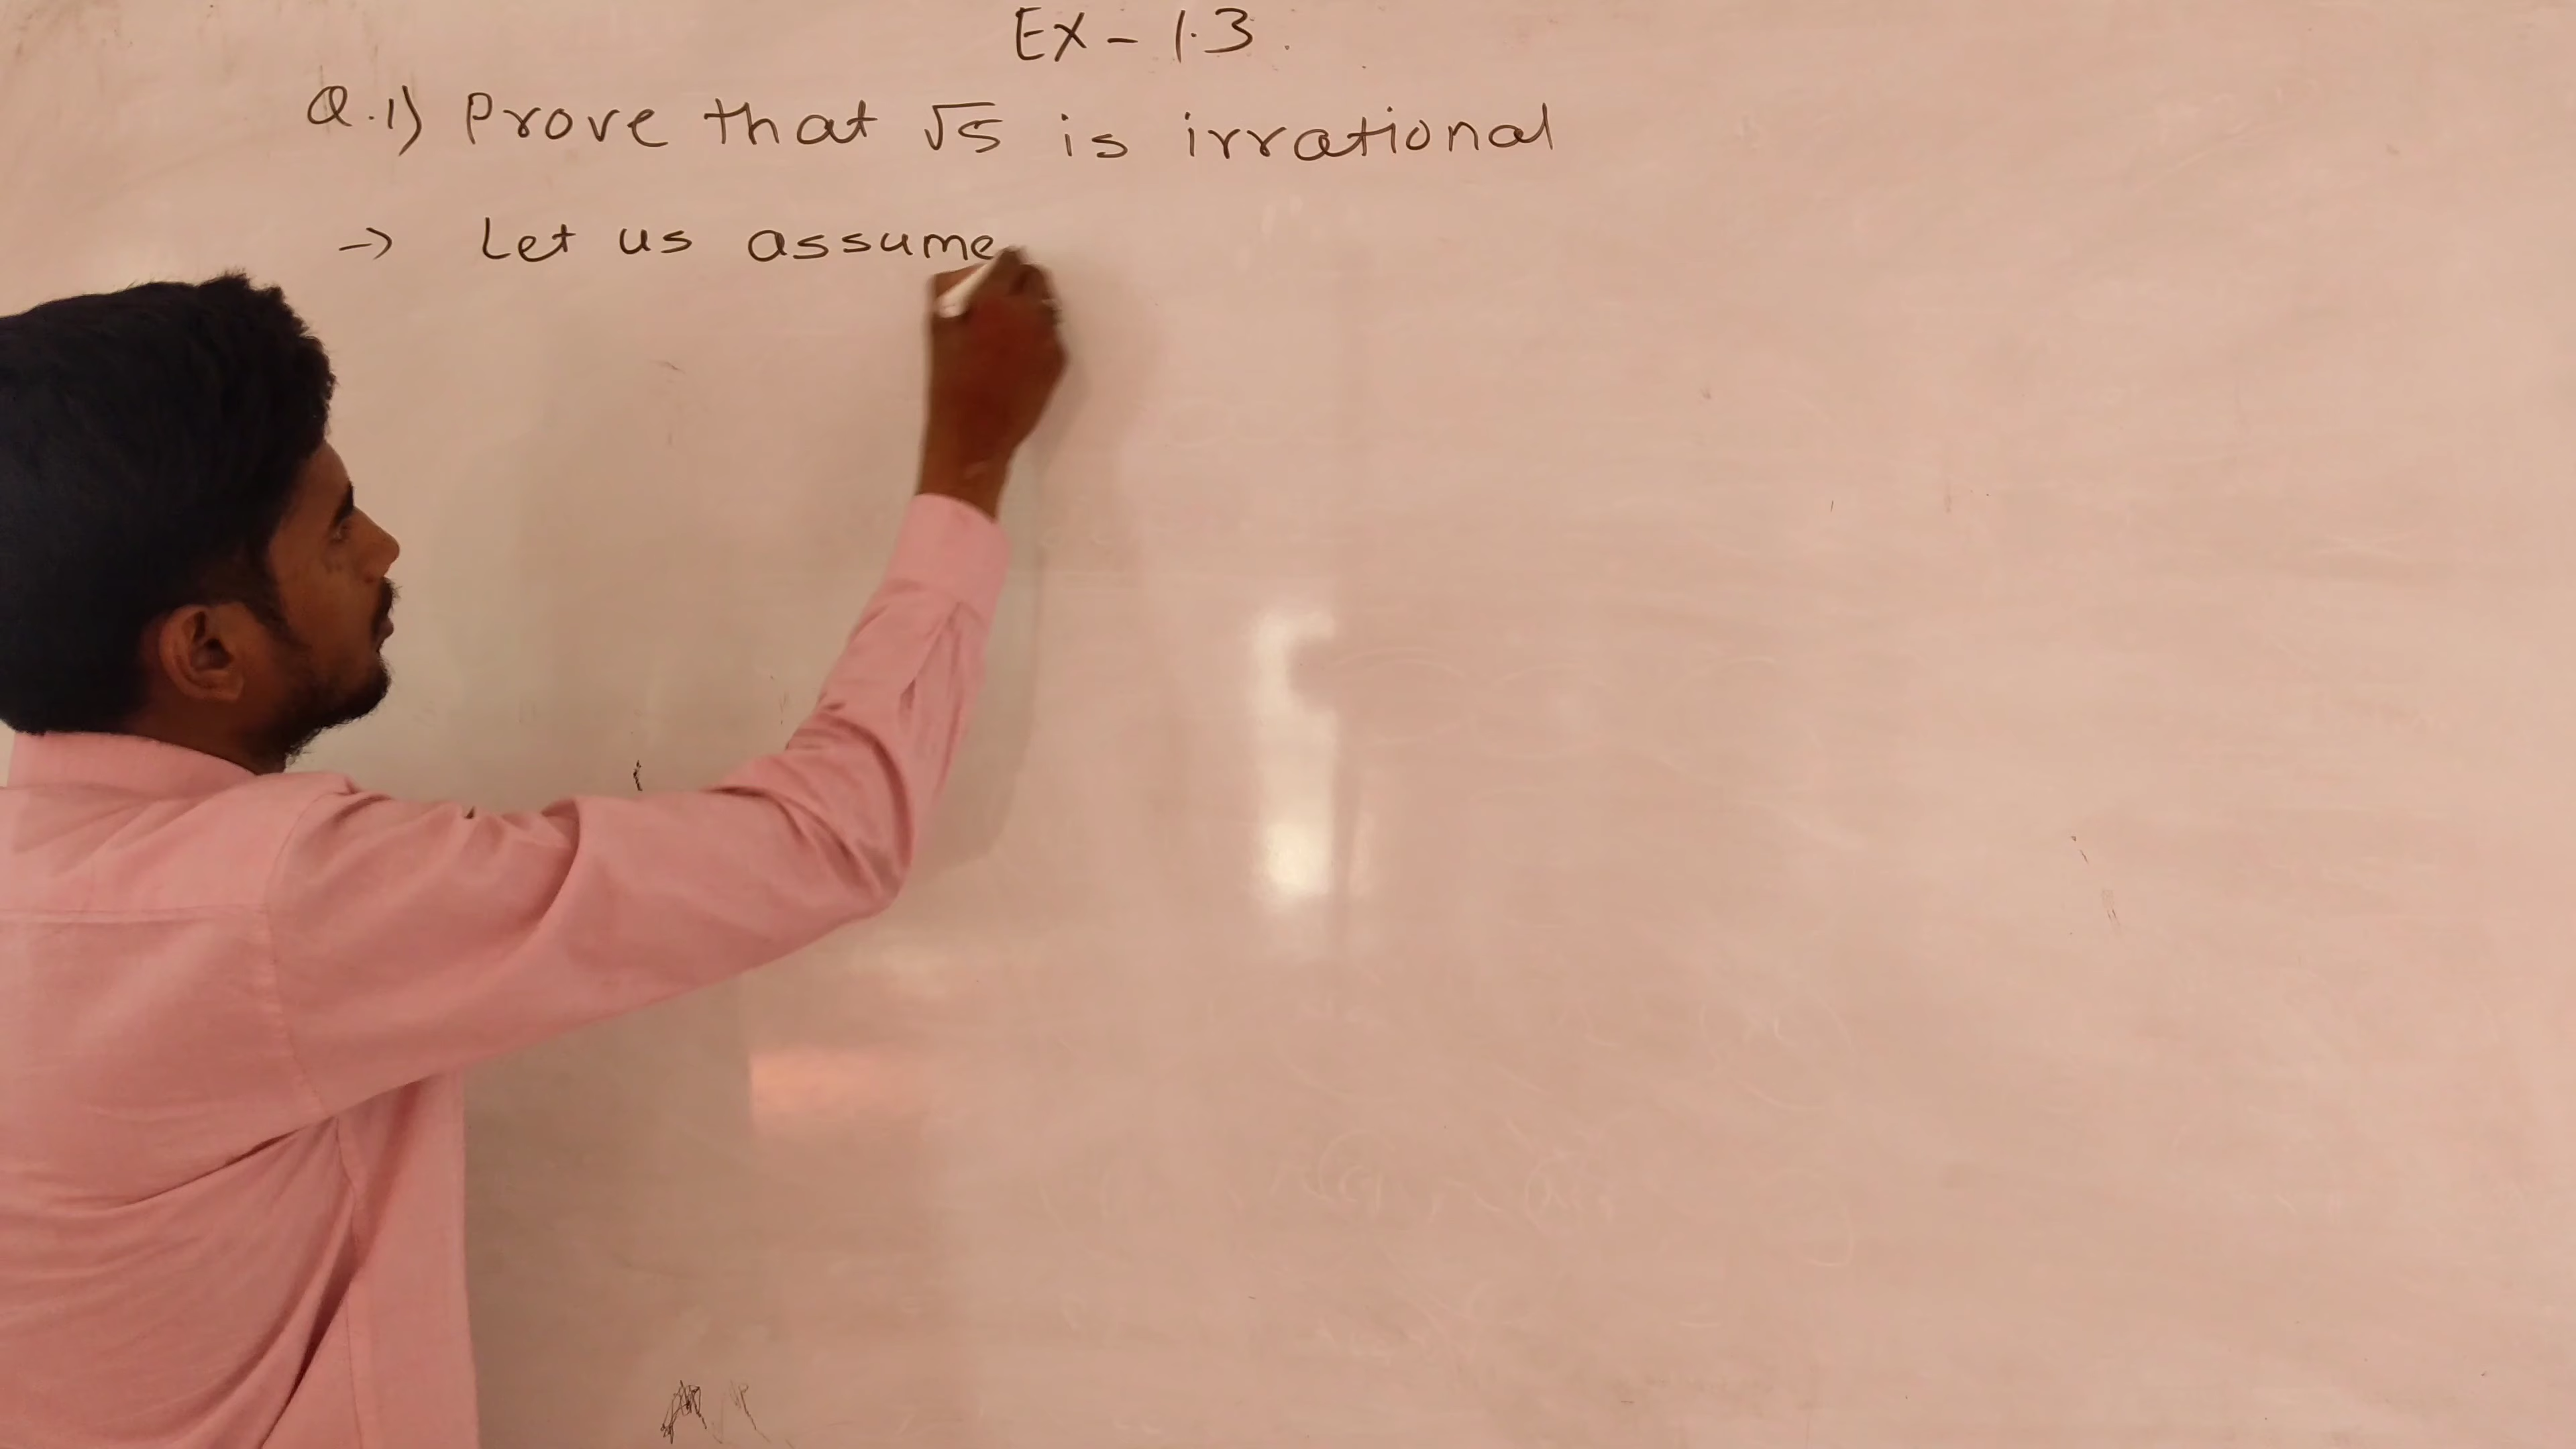 Ex - 1.3
Q.1) Prove that √5 is irrational
→ Let us assume